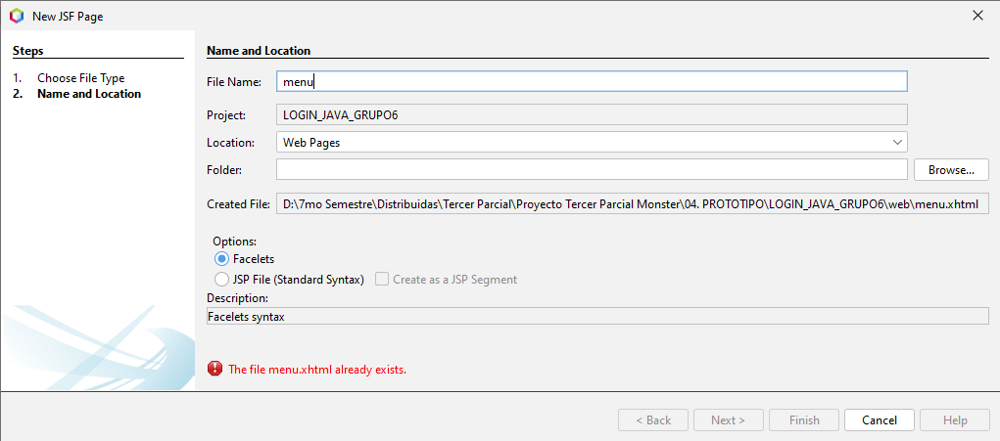 New JSF Page
Steps
1. Choose File Type
2. Name and Location
Name and Location
File Name: menu
Project: LOGIN_JAVA_GRUPO6
Location: Web Pages
Folder: Browse...
Created File: D:\7mo Semestre\Distribuidas\Tercer Parcial\Proyecto Tercer Parcial Monster\04. PROTOTIPO\LOGIN_JAVA_GRUPO6\web\menu.xhtml
Options:
Facelets
JSP File (Standard Syntax) Create as a JSP Segment
Description:
Facelets syntax
The file menu.xhtml already exists.
< Back Next > Finish Cancel Help